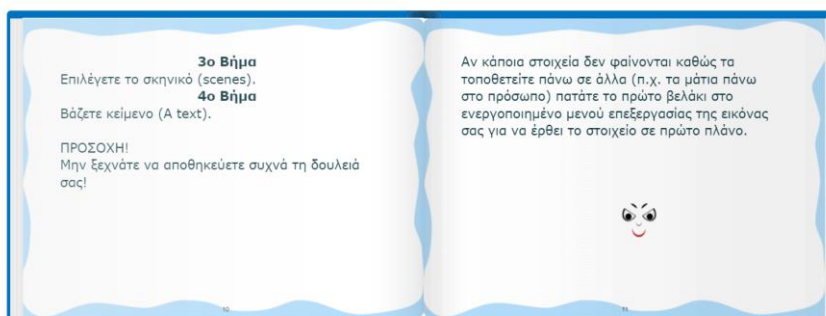 3ο Βήμα
Επιλέγετε το σκηνικό (scenes).
4ο Βήμα
Βάζετε κείμενο (A text).
ΠΡΟΣΟΧΗ!
Μην ξεχνάτε να αποθηκεύετε συχνά τη δουλειά
σας!
10
Αν κάποια στοιχεία δεν φαίνονται καθώς τα
τοποθετείτε πάνω σε άλλα (π.χ. τα μάτια πάνω
στο πρόσωπο) πατάτε το πρώτο βελάκι στο
ενεργοποιημένο μενού επεξεργασίας της εικόνας
σας για να έρθει το στοιχείο σε πρώτο πλάνο.
11